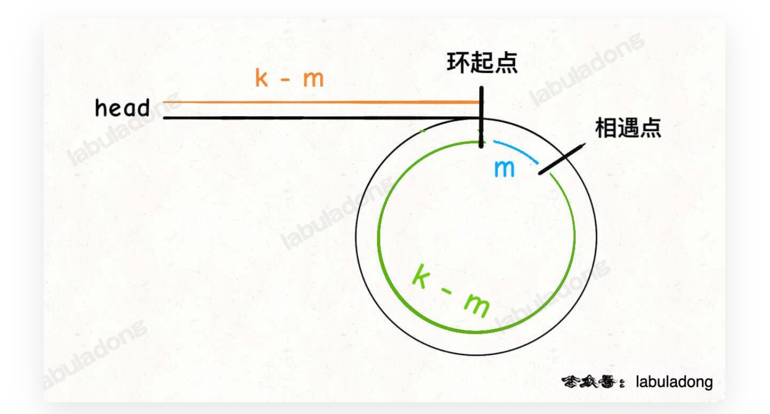 k - m
环起点
head
相遇点
m
k - m
公众号：labuladong
labuladong
labuladong
labuladong
labuladong
labuladong